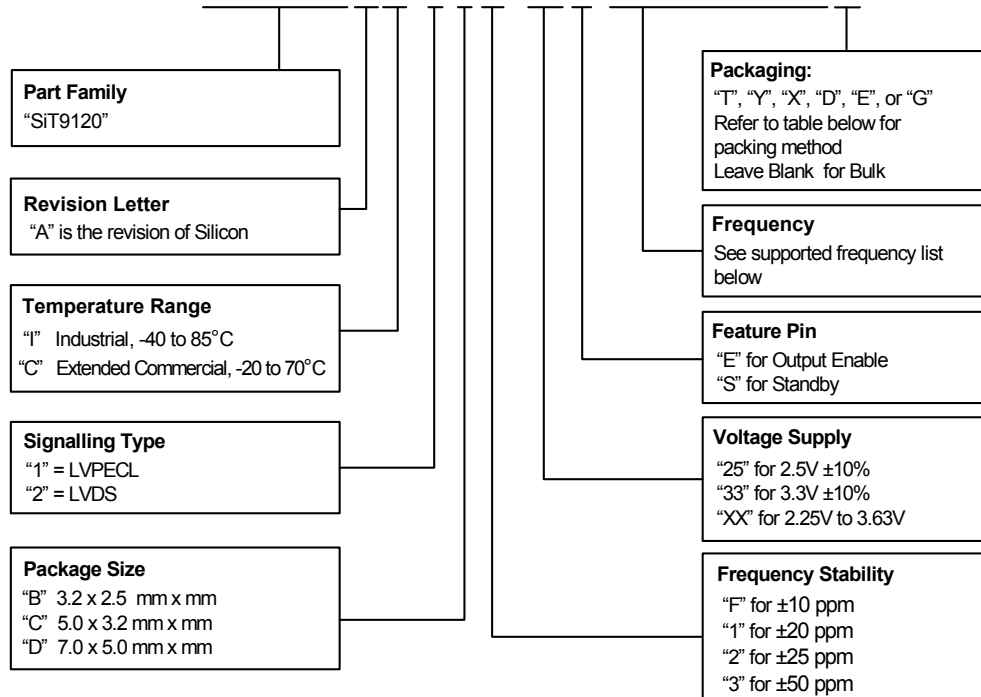 Part Family
“SiT9120”
Revision Letter
“A” is the revision of Silicon
Temperature Range
“I” Industrial, -40 to 85°C
“C” Extended Commercial, -20 to 70°C
Signalling Type
“1” = LVPECL
“2” = LVDS
Package Size
“B” 3.2 x 2.5 mm x mm
“C” 5.0 x 3.2 mm x mm
“D” 7.0 x 5.0 mm x mm
Packaging:
“T”, “Y”, “X”, “D”, “E”, or “G”
Refer to table below for
packing method
Leave Blank for Bulk
Frequency
See supported frequency list
below
Feature Pin
“E” for Output Enable
“S” for Standby
Voltage Supply
“25” for 2.5V ±10%
“33” for 3.3V ±10%
“XX” for 2.25V to 3.63V
Frequency Stability
“F” for ±10 ppm
“1” for ±20 ppm
“2” for ±25 ppm
“3” for ±50 ppm